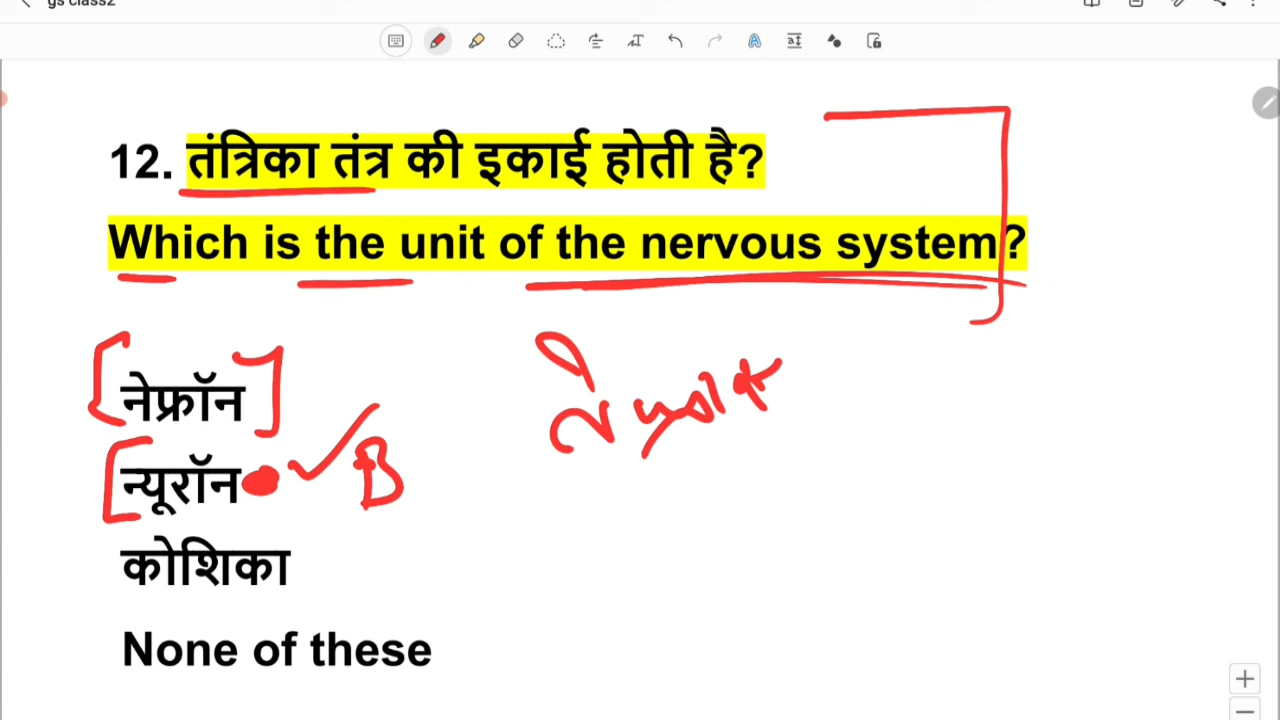 gs class2
12. तंत्रिका तंत्र की इकाई होती है?
Which is the unit of the nervous system?
नेफ्रॉन
न्यूरॉन
B
कोशिका
None of these